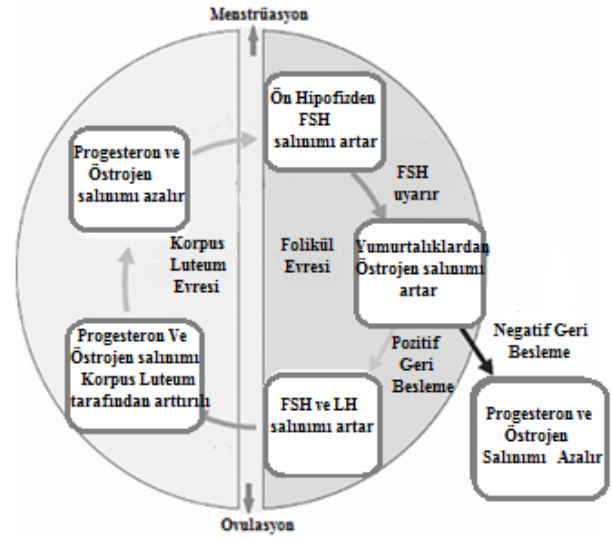 Menstrüasyon
Ön Hipofizden
FSH
salınımı artar
FSH
uyarır
Yumurtalıklardan
Östrojen salınımı
artar
Negatif Geri
Besleme
Progesteron ve
Östrojen
Salınımı Azalır
Pozitif
Geri
Besleme
FSH ve LH
salınımı artar
Folikül
Evresi
Ovulasyon
Korpus
Luteum
Evresi
Progesteron Ve
Östrojen salınımı
Korpus Luteum
tarafından arttırılı
Progesteron ve
Östrojen
salınımı azalır